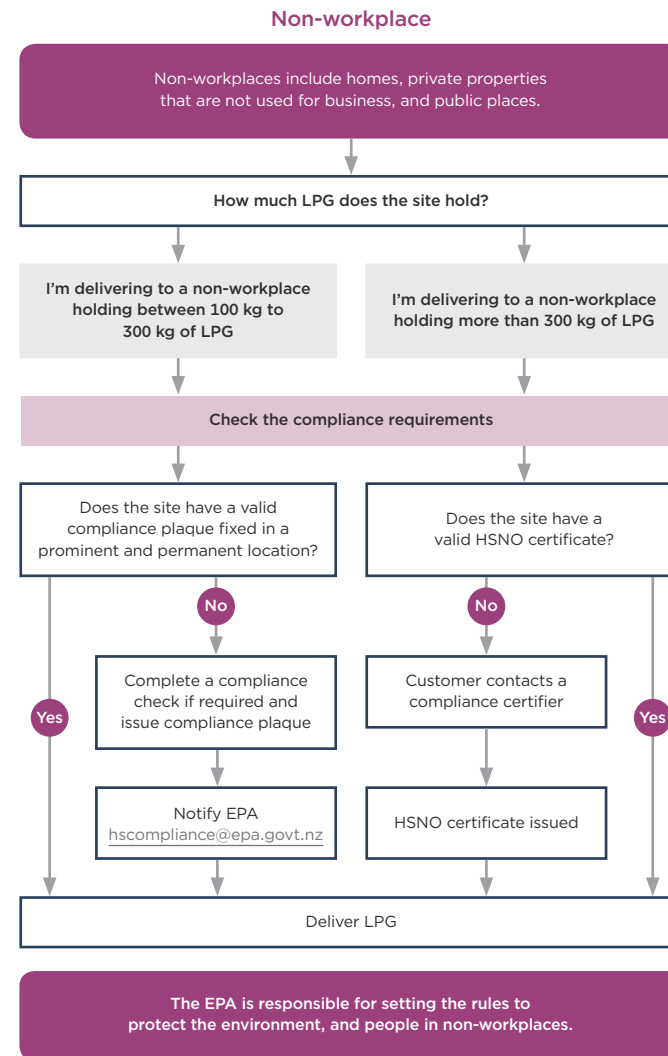 Non-workplace
Non-workplaces include homes, private properties
that are not used for business, and public places.
How much LPG does the site hold?
I'm delivering to a non-workplace
holding between 100 kg to
300 kg of LPG
I'm delivering to a non-workplace
holding more than 300 kg of LPG
Check the compliance requirements
Does the site have a valid
compliance plaque fixed in a
prominent and permanent location?
Does the site have a
valid HSNO certificate?
No
No
Yes
Complete a compliance
check if required and
issue compliance plaque
Customer contacts a
compliance certifier
Yes
Notify EPA
hscompliance@epa.govt.nz
HSNO certificate issued
Deliver LPG
The EPA is responsible for setting the rules to
protect the environment, and people in non-workplaces.